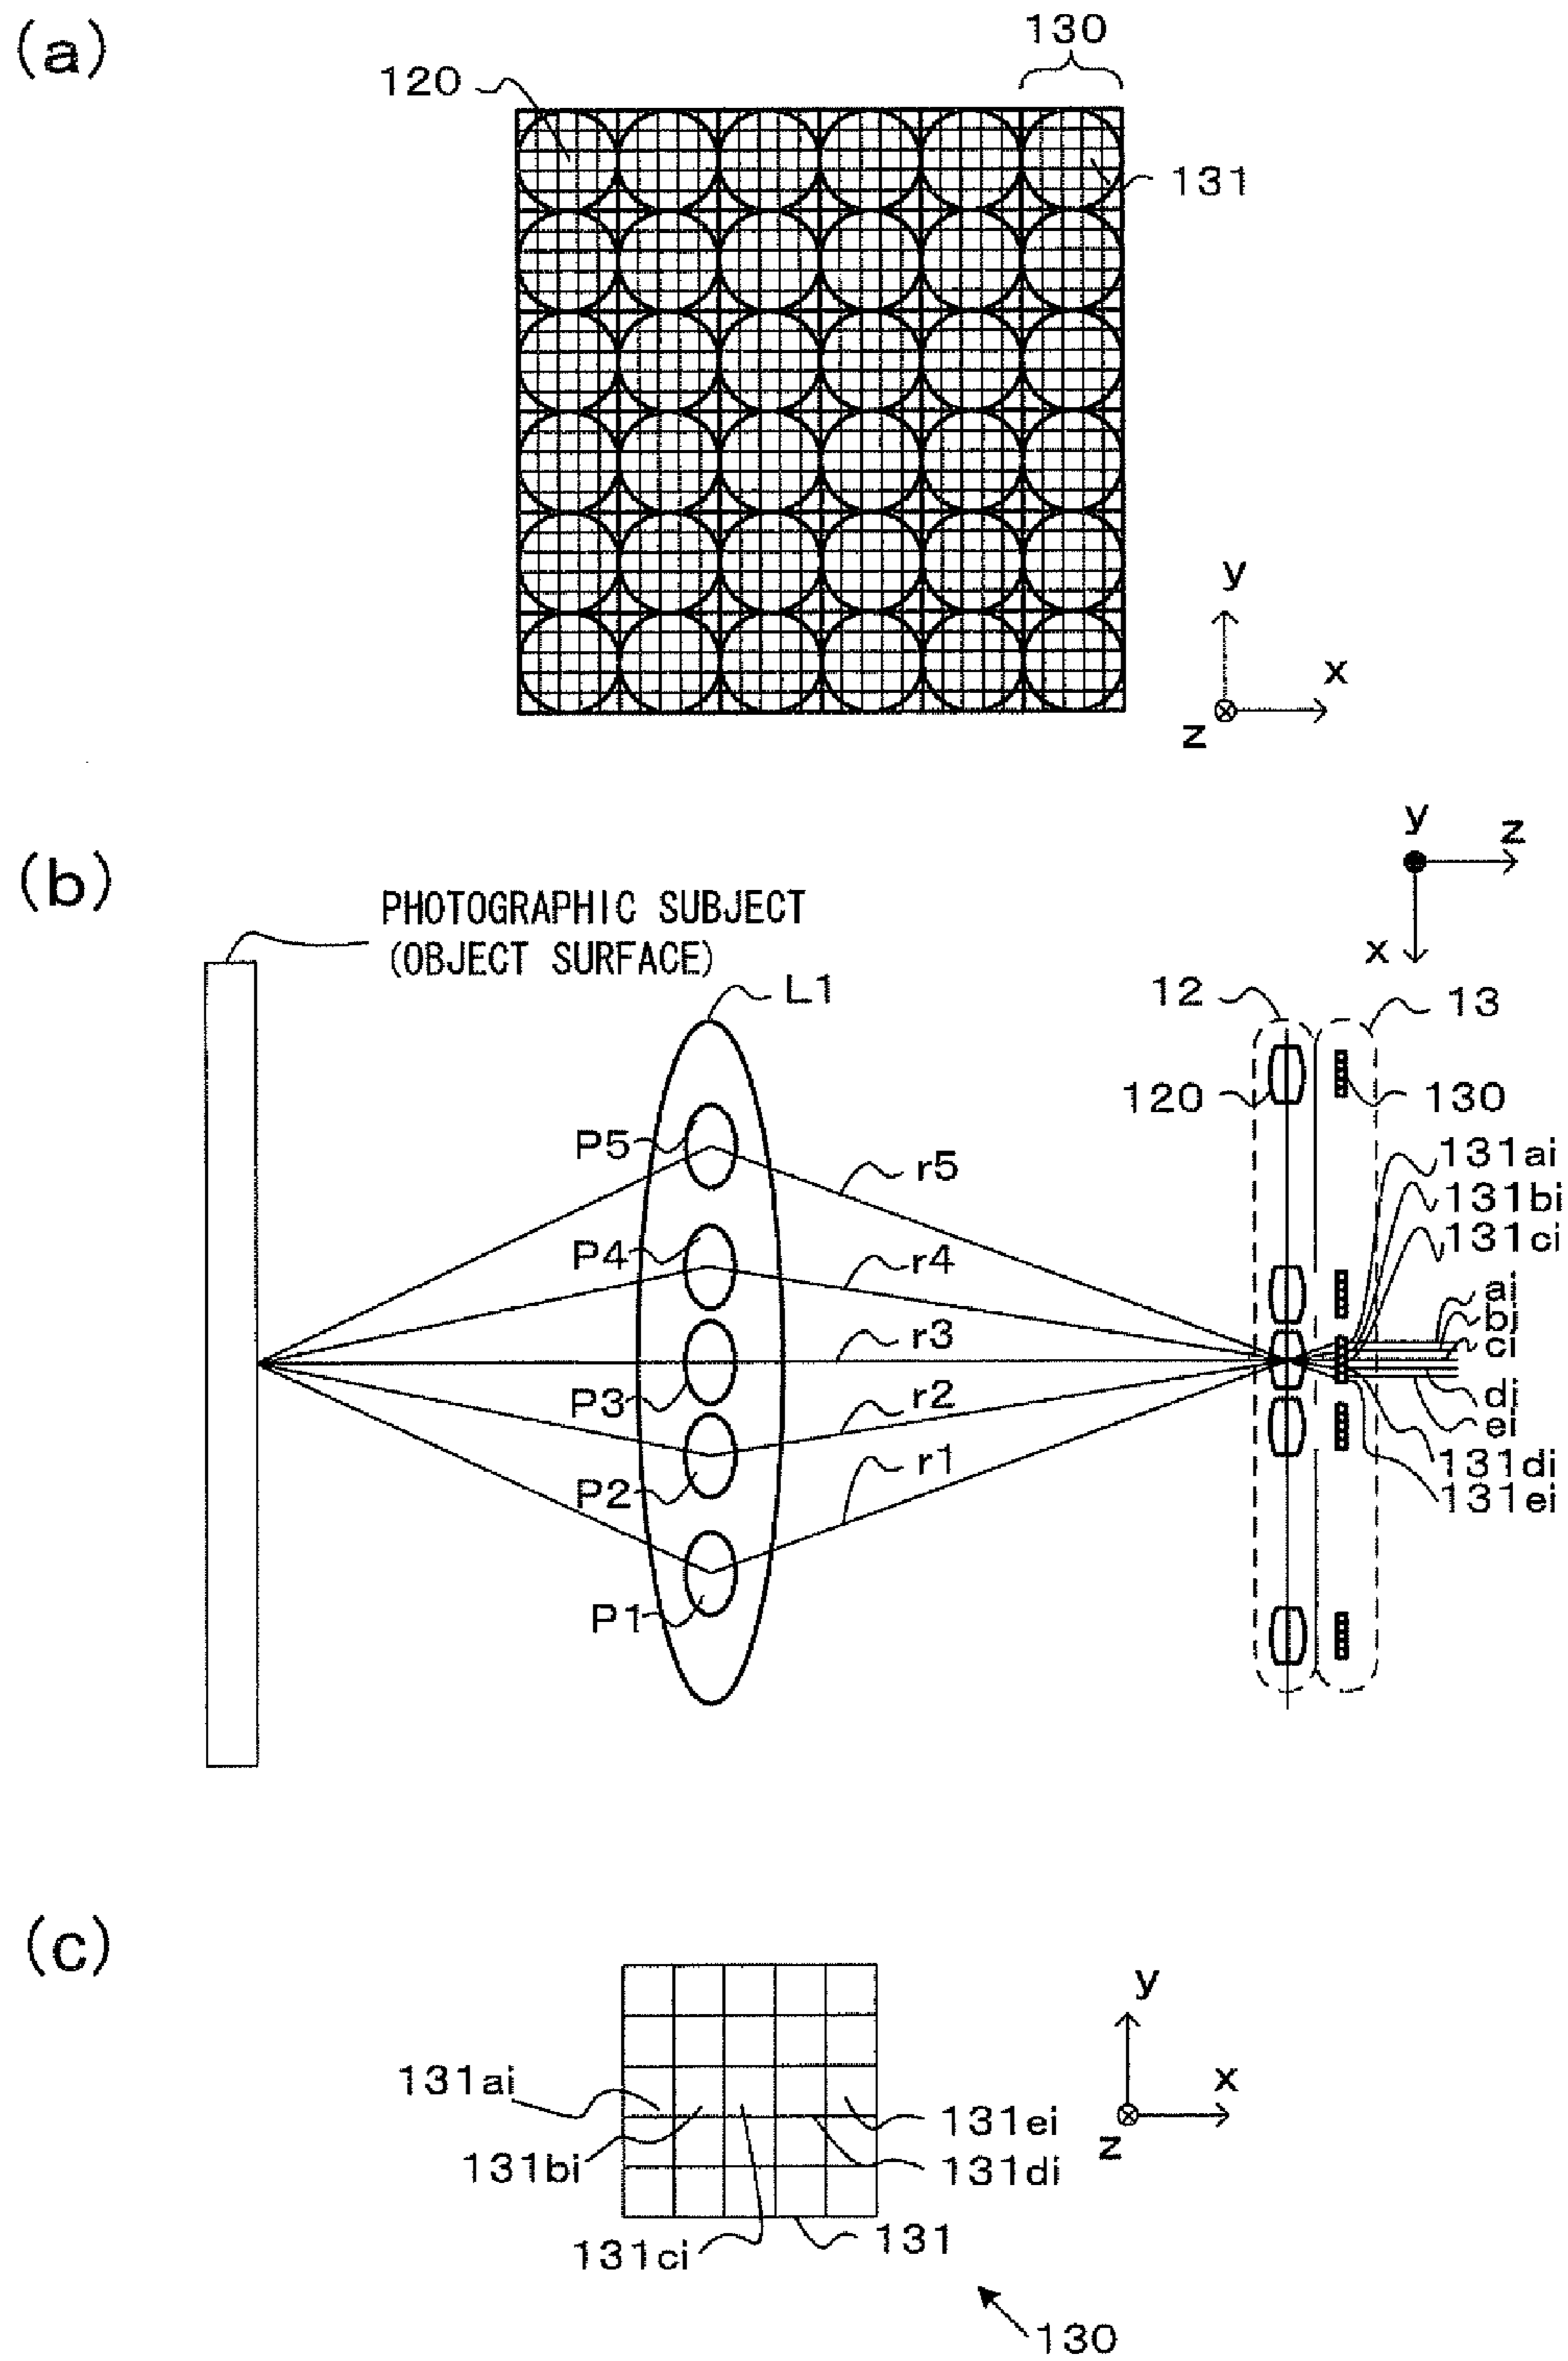 (a)
130
120
131
y
x
z
(b)
y
z
x
PHOTOGRAPHIC SUBJECT
(OBJECT SURFACE)
L1
12
13
120
130
P5
r5
131ai
131bi
131ci
P4
r4
ai
bi
ci
r3
P3
r2
di
ei
P2
r1
131di
131ei
P1
(c)
y
131ai
x
131ei
z
131bi
131di
131ci
131
130